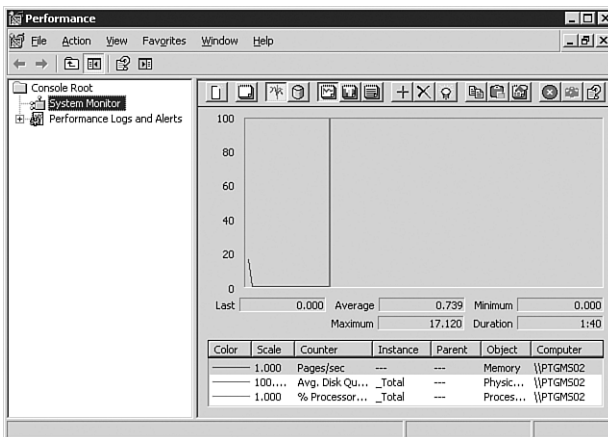 Performance
File Action View Favorites Window Help
Console Root
System Monitor
Performance Logs and Alerts
100
80
60
40
20
0
Last 0.000 Average 0.739 Minimum 0.000
Maximum 17.120 Duration 1:40
Color Scale Counter Instance Parent Object Computer
1.000 Pages/sec --- --- Memory \\PTGMS02
100.... Avg. Disk Qu... _Total --- Physic... \\PTGMS02
1.000 % Processor... _Total --- Proces... \\PTGMS02